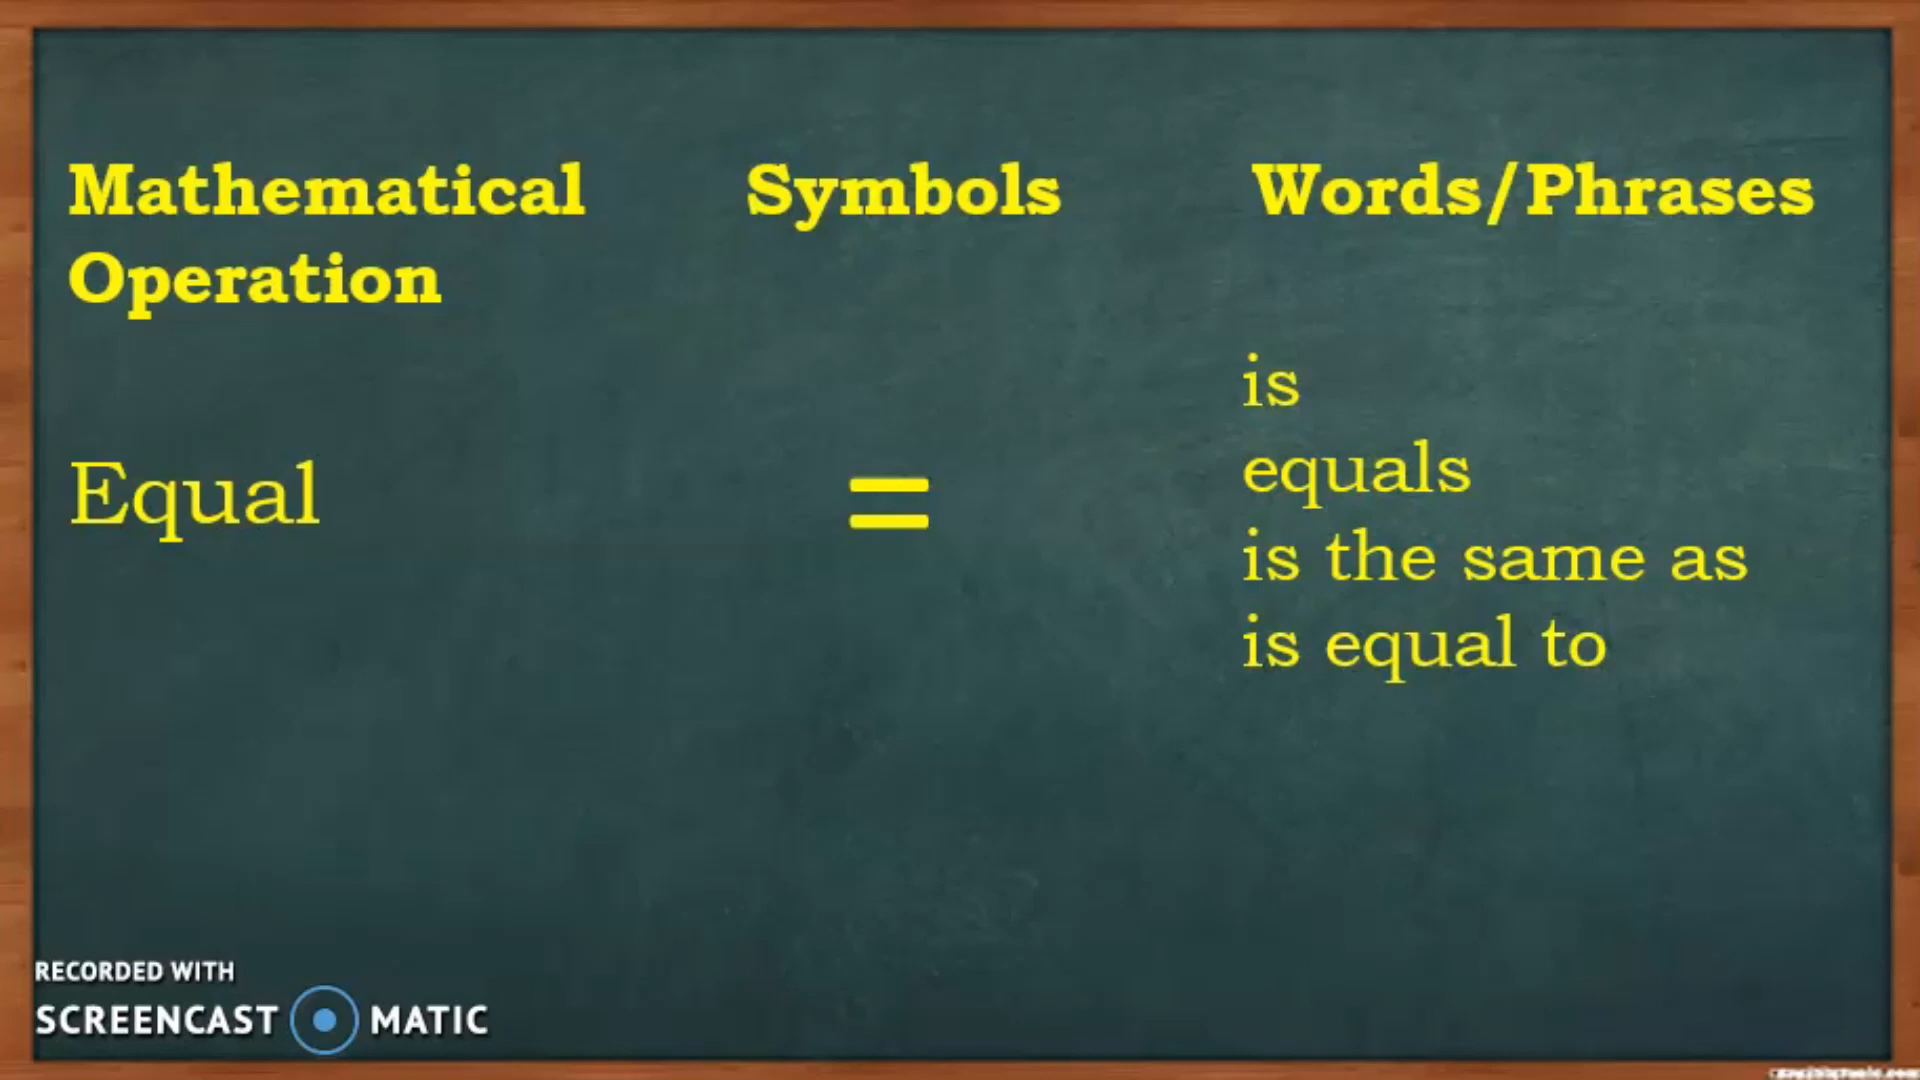 Mathematical Operation
Symbols
Words/Phrases
Equal
=
is
equals
is the same as
is equal to
RECORDED WITH
SCREENCAST MATIC